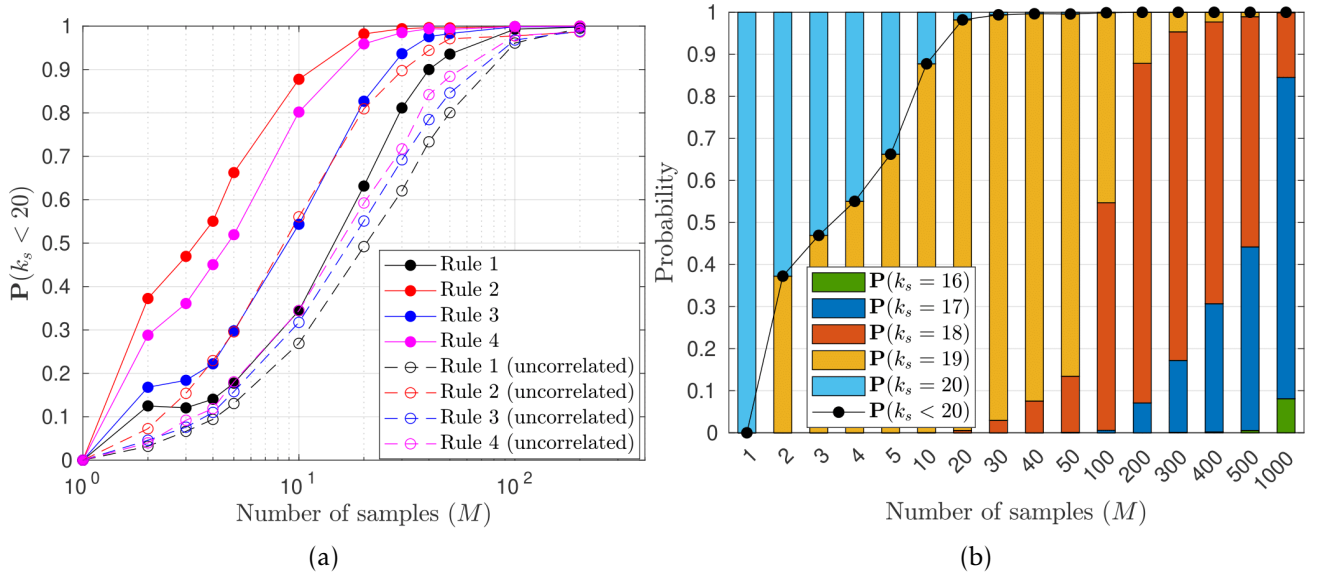 1
0.9
0.8
0.7
0.6
0.5
0.4
0.3
0.2
0.1
0
P(k_s < 20)
10^0
10^1
10^2
Number of samples (M)
Rule 1
Rule 2
Rule 3
Rule 4
Rule 1 (uncorrelated)
Rule 2 (uncorrelated)
Rule 3 (uncorrelated)
Rule 4 (uncorrelated)
(a)
1
0.9
0.8
0.7
0.6
0.5
0.4
0.3
0.2
0.1
0
Probability
P(k_s = 16)
P(k_s = 17)
P(k_s = 18)
P(k_s = 19)
P(k_s = 20)
P(k_s < 20)
1 2 3 4 5 10 20 30 40 50 100 200 300 400 500 1000
Number of samples (M)
(b)